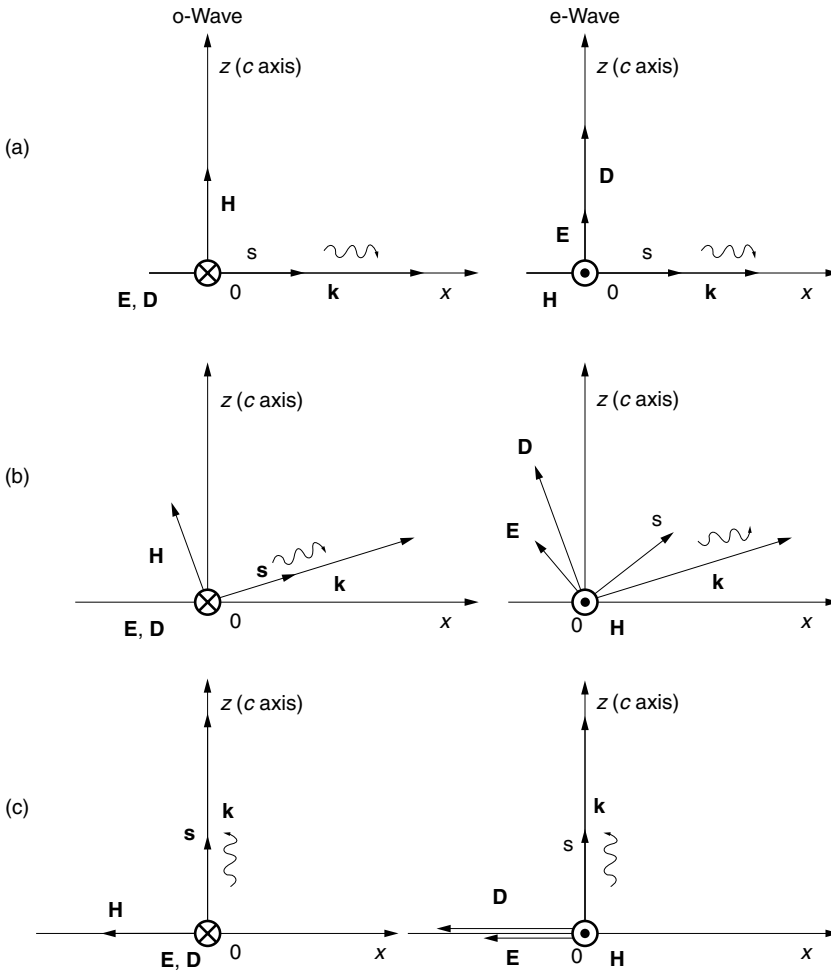 o-Wave e-Wave
(a)
z (c axis) z (c axis)
H D
E
s s
E, D 0 k x H 0 k x
(b)
z (c axis) z (c axis)
D
H s k E s k
E, D 0 x 0 H x
(c)
z (c axis) z (c axis)
k k
s s
H D
E, D 0 x E 0 H x